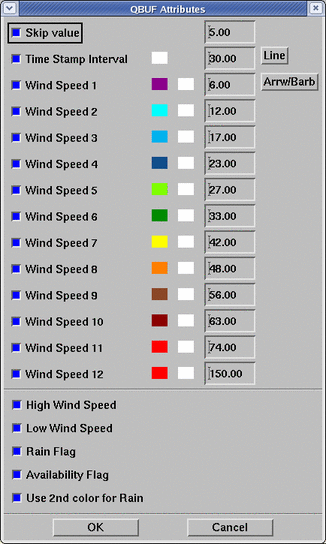 QBUF Attributes
Skip value 5.00
Time Stamp Interval 30.00 Line
Wind Speed 1 6.00 Arrw/Barb
Wind Speed 2 12.00
Wind Speed 3 17.00
Wind Speed 4 23.00
Wind Speed 5 27.00
Wind Speed 6 33.00
Wind Speed 7 42.00
Wind Speed 8 48.00
Wind Speed 9 56.00
Wind Speed 10 63.00
Wind Speed 11 74.00
Wind Speed 12 150.00
High Wind Speed
Low Wind Speed
Rain Flag
Availability Flag
Use 2nd color for Rain
OK Cancel